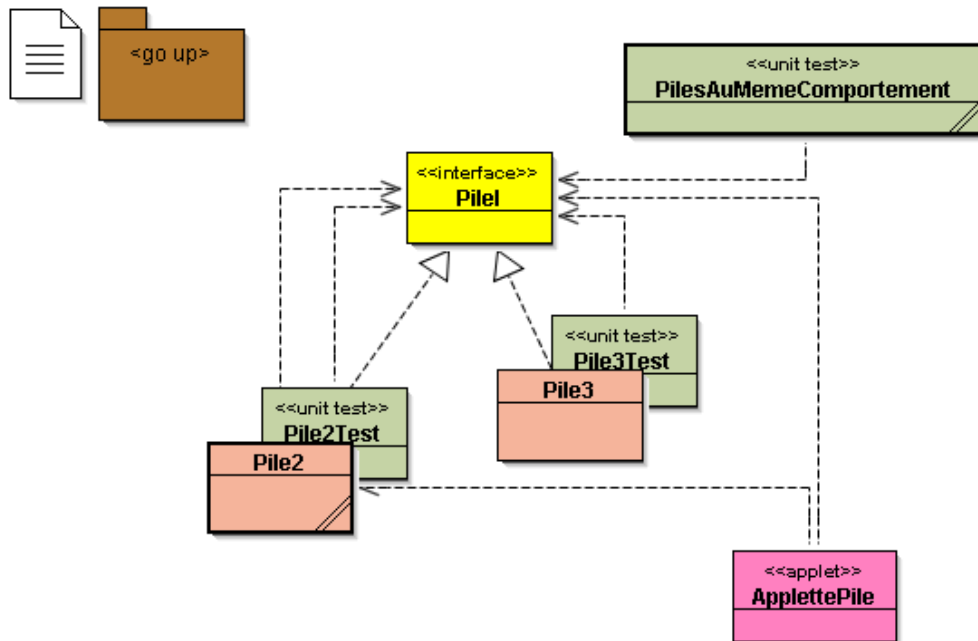 <go up>
<<unit test>>
PilesAuMemeComportement
<<interface>>
PileI
<<unit test>>
Pile3Test
Pile3
<<unit test>>
Pile2Test
Pile2
<<applet>>
ApplettePile